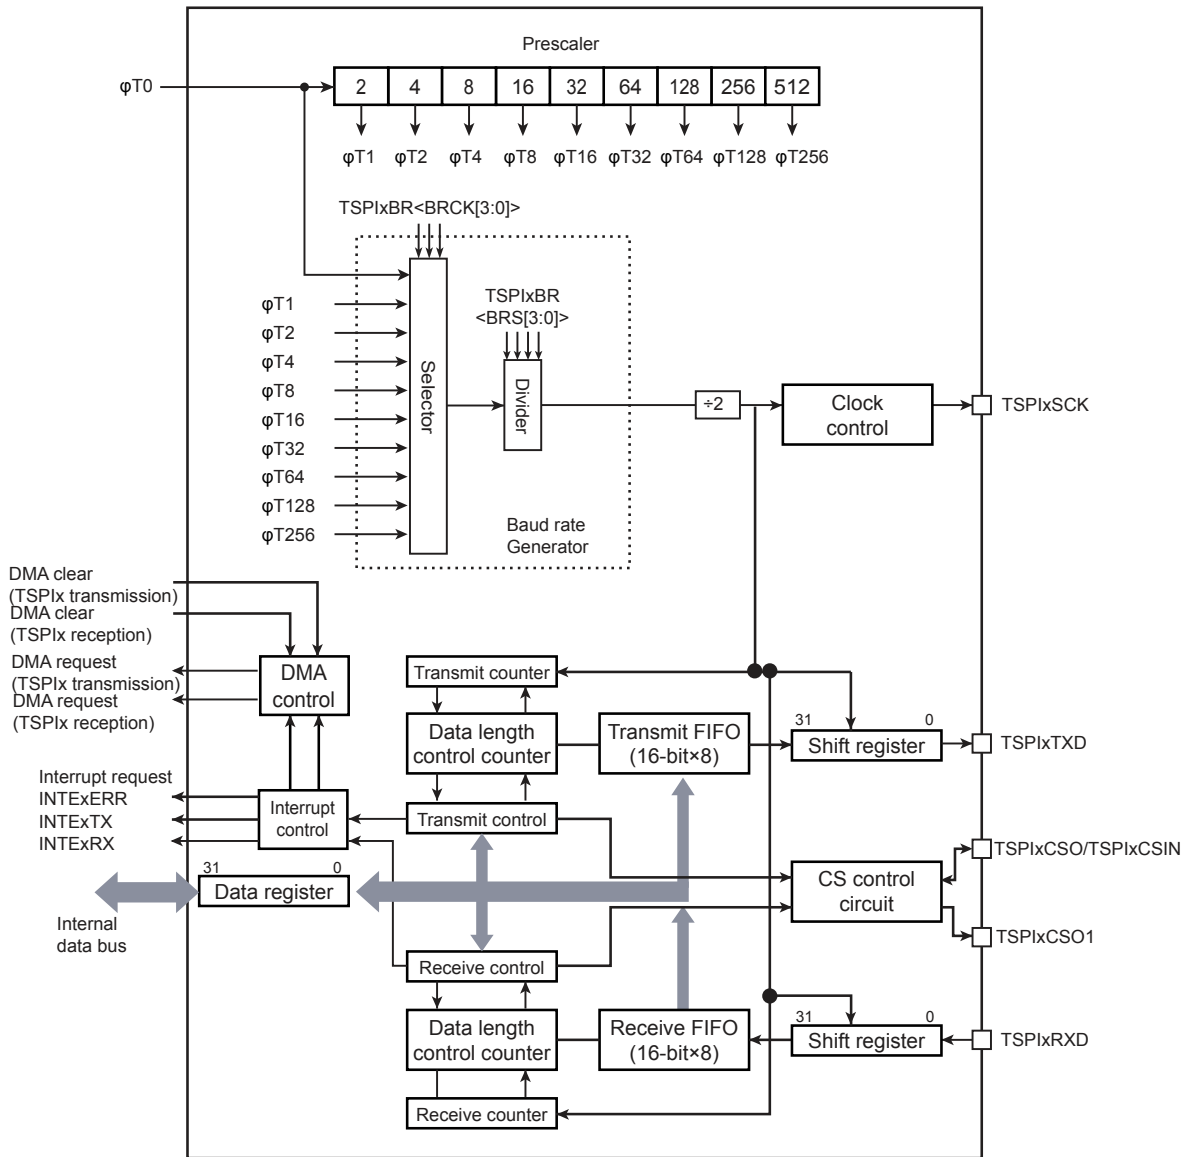 Prescaler
φT0
2 4 8 16 32 64 128 256 512
φT1 φT2 φT4 φT8 φT16 φT32 φT64 φT128 φT256
TSPIxBR<BRCK[3:0]>
φT1
φT2
φT4
φT8
φT16
φT32
φT64
φT128
φT256
Selector
TSPIxBR
<BRS[3:0]>
Divider
Baud rate
Generator
÷2
Clock
control
TSPIxSCK
DMA clear
(TSPIx transmission)
DMA clear
(TSPIx reception)
DMA request
(TSPIx transmission)
DMA request
(TSPIx reception)
DMA
control
Transmit counter
Data length
control counter
Transmit control
Transmit FIFO
(16-bit×8)
31 0
Shift register
TSPIxTXD
Interrupt request
INTExERR
INTExTX
INTExRX
Interrupt
control
31 0
Data register
Internal
data bus
CS control
circuit
TSPIxCSO/TSPIxCSIN
TSPIxCSO1
Receive control
Data length
control counter
Receive counter
Receive FIFO
(16-bit×8)
31 0
Shift register
TSPIxRXD